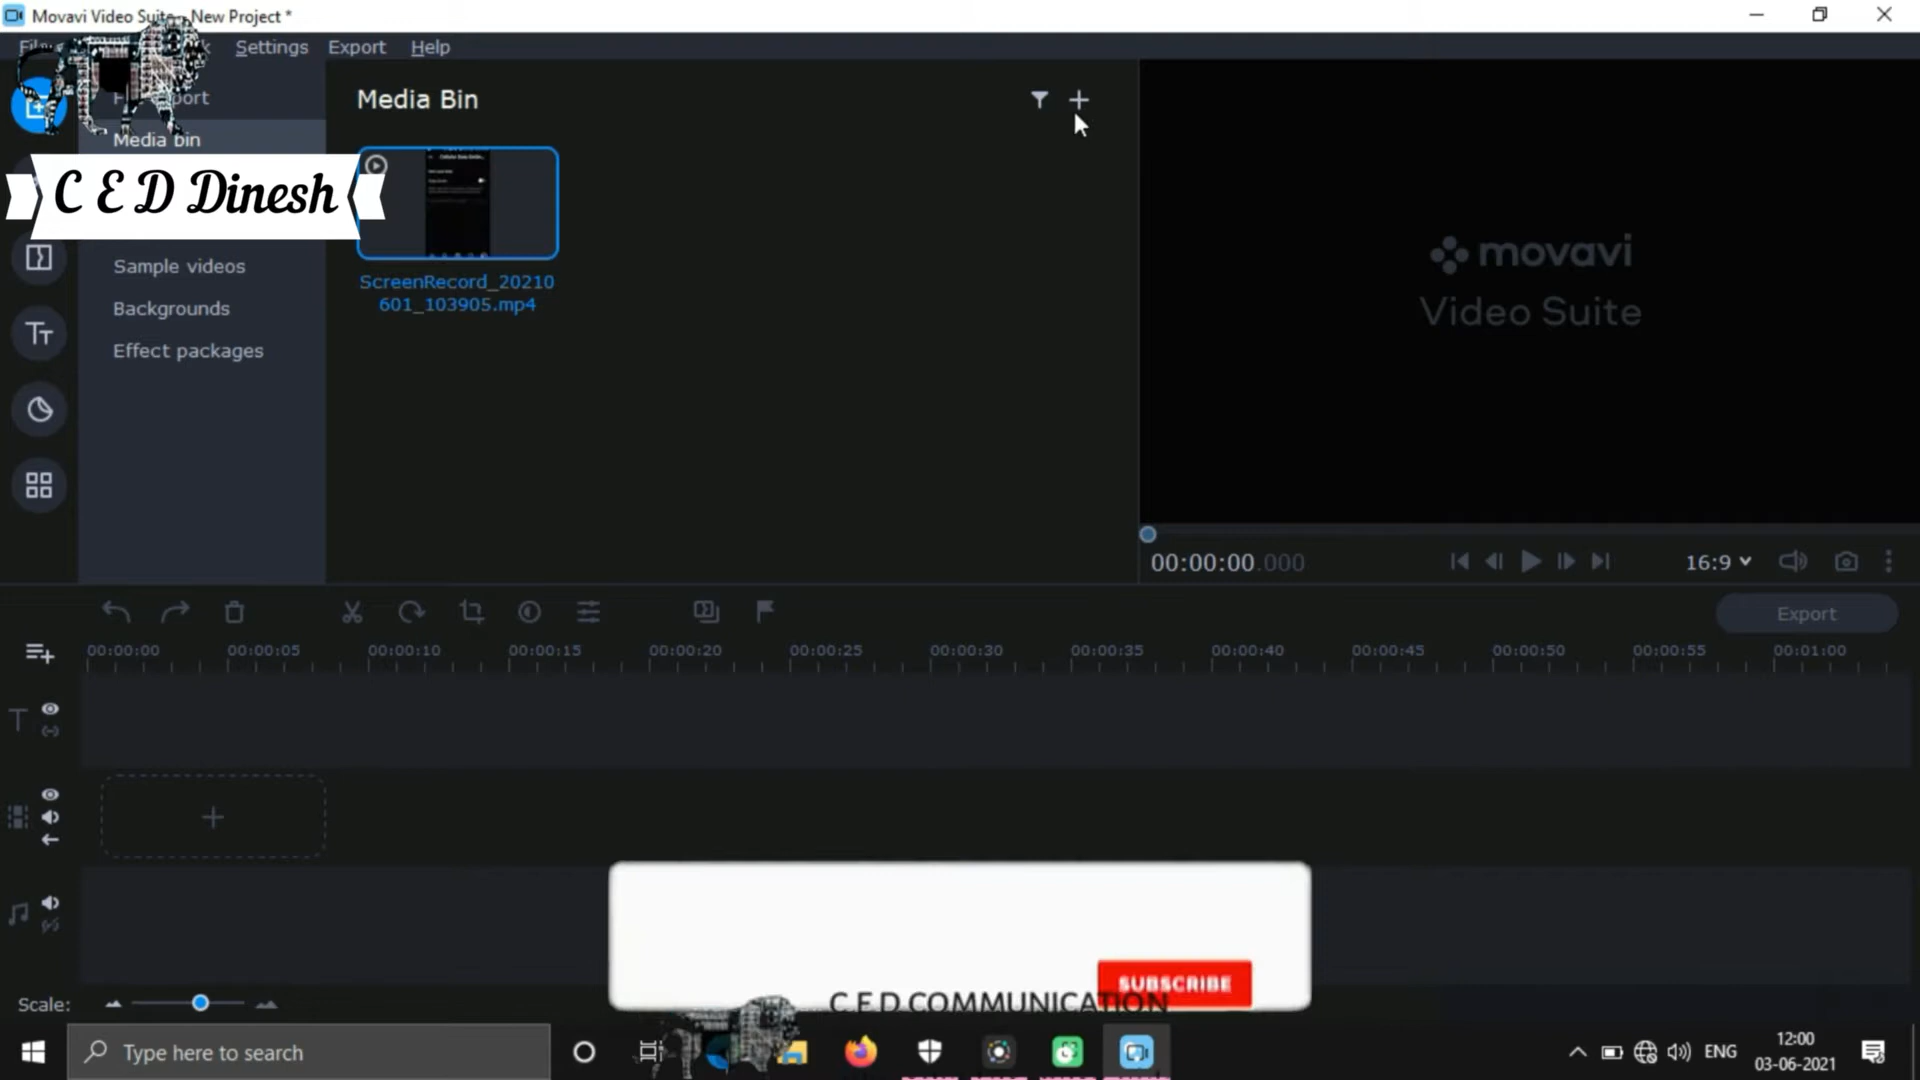 Movavi Video Suite - New Project *
Settings Export Help
Media Bin
Media bin
C E D Dinesh
Sample videos
Backgrounds
Effect packages
ScreenRecord_20210
601_103905.mp4
movavi
Video Suite
00:00:00.000
16:9
Export
00:00:00 00:00:05 00:00:10 00:00:15 00:00:20 00:00:25 00:00:30 00:00:35 00:00:40 00:00:45 00:00:50 00:00:55 00:01:00
SUBSCRIBE
C E D COMMUNICATION
Scale:
Type here to search
ENG
12:00
03-06-2021